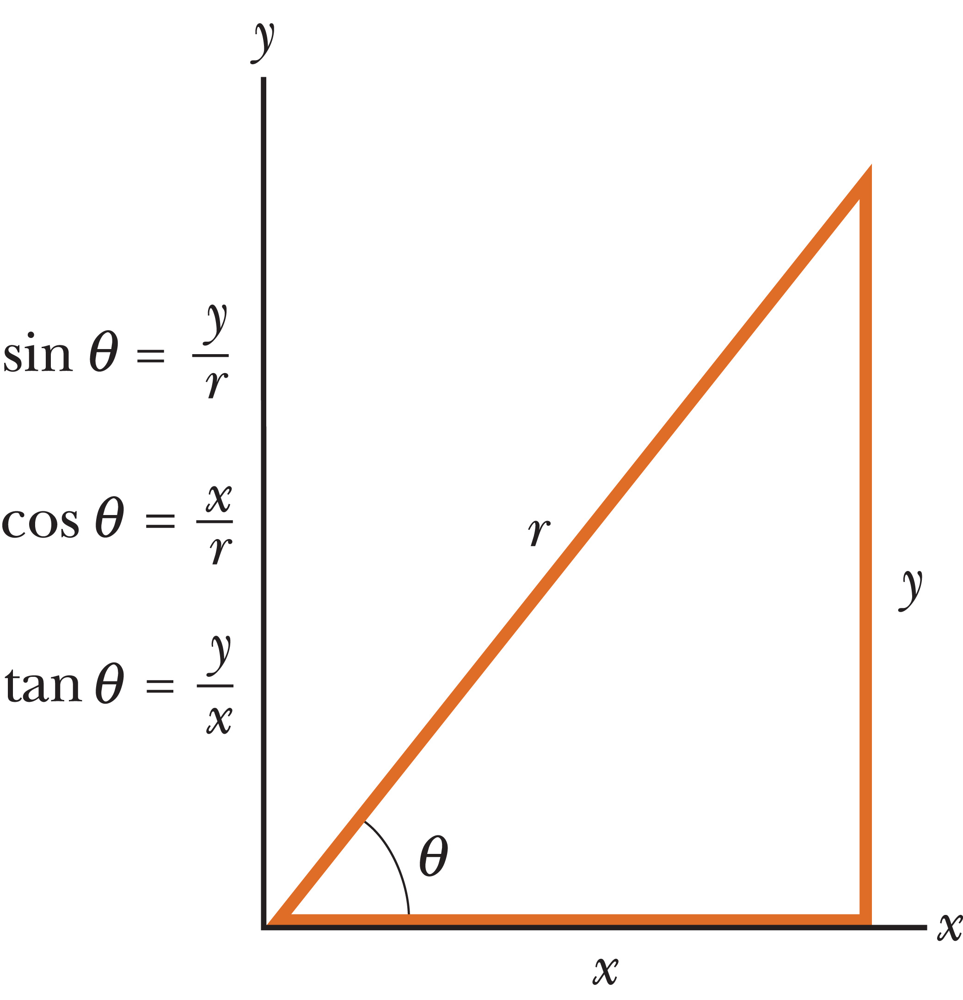 y
sin θ = y/r
cos θ = x/r
r
y
tan θ = y/x
θ
x
x